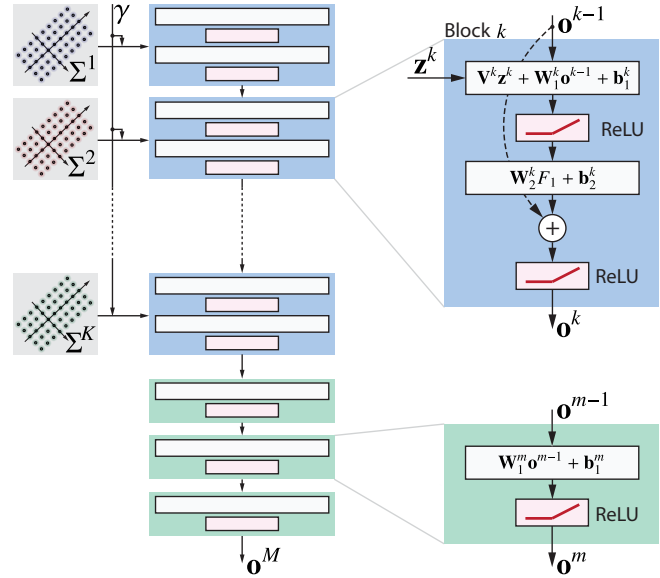 γ
Σ¹
Σ²
Σᴷ
oᴹ
Block k
oᵏ⁻¹
zᵏ
Vᵏzᵏ + W₁ᵏoᵏ⁻¹ + b₁ᵏ
ReLU
W₂ᵏF₁ + b₂ᵏ
+
ReLU
oᵏ
oᵐ⁻¹
W₁ᵐoᵐ⁻¹ + b₁ᵐ
ReLU
oᵐ